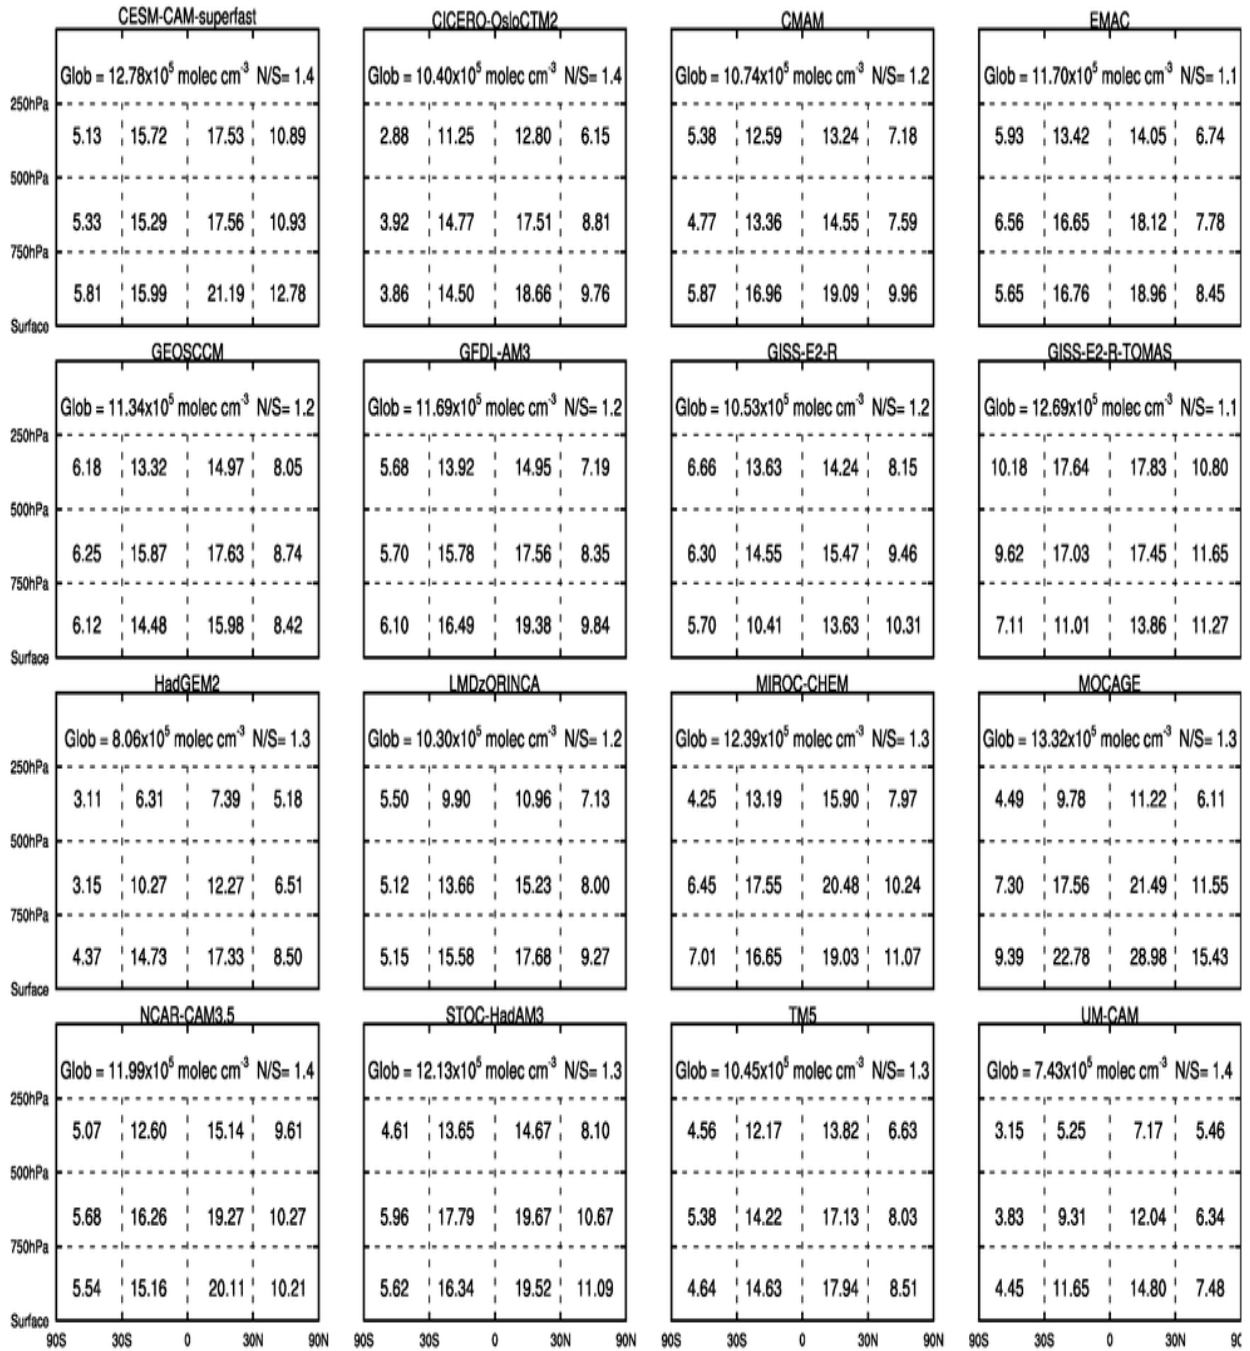 CESM-CAM-superfast CICERO-OsloCTM2 CMAM EMAC
Glob = 12.78x10⁵ molec cm⁻³ N/S= 1.4 Glob = 10.40x10⁵ molec cm⁻³ N/S= 1.4 Glob = 10.74x10⁵ molec cm⁻³ N/S= 1.2 Glob = 11.70x10⁵ molec cm⁻³ N/S= 1.1
250hPa
5.13 15.72 17.53 10.89 2.88 11.25 12.80 6.15 5.38 12.59 13.24 7.18 5.93 13.42 14.05 6.74
500hPa
5.33 15.29 17.56 10.93 3.92 14.77 17.51 8.81 4.77 13.36 14.55 7.59 6.56 16.65 18.12 7.78
750hPa
5.81 15.99 21.19 12.78 3.86 14.50 18.66 9.76 5.87 16.96 19.09 9.96 5.65 16.76 18.96 8.45
Surface
GEOSCCM GFDL-AM3 GISS-E2-R GISS-E2-R-TOMAS
Glob = 11.34x10⁵ molec cm⁻³ N/S= 1.2 Glob = 11.69x10⁵ molec cm⁻³ N/S= 1.2 Glob = 10.53x10⁵ molec cm⁻³ N/S= 1.2 Glob = 12.69x10⁵ molec cm⁻³ N/S= 1.1
250hPa
6.18 13.32 14.97 8.05 5.68 13.92 14.95 7.19 6.66 13.63 14.24 8.15 10.18 17.64 17.83 10.80
500hPa
6.25 15.87 17.63 8.74 5.70 15.78 17.56 8.35 6.30 14.55 15.47 9.46 9.62 17.03 17.45 11.65
750hPa
6.12 14.48 15.98 8.42 6.10 16.49 19.38 9.84 5.70 10.41 13.63 10.31 7.11 11.01 13.86 11.27
Surface
HadGEM2 LMDzORINCA MIROC-CHEM MOCAGE
Glob = 8.06x10⁵ molec cm⁻³ N/S= 1.3 Glob = 10.30x10⁵ molec cm⁻³ N/S= 1.2 Glob = 12.39x10⁵ molec cm⁻³ N/S= 1.3 Glob = 13.32x10⁵ molec cm⁻³ N/S= 1.3
250hPa
3.11 6.31 7.39 5.18 5.50 9.90 10.96 7.13 4.25 13.19 15.90 7.97 4.49 9.78 11.22 6.11
500hPa
3.15 10.27 12.27 6.51 5.12 13.66 15.23 8.00 6.45 17.55 20.48 10.24 7.30 17.56 21.49 11.55
750hPa
4.37 14.73 17.33 8.50 5.15 15.58 17.68 9.27 7.01 16.65 19.03 11.07 9.39 22.78 28.98 15.43
Surface
NCAR-CAM3.5 STOC-HadAM3 TM5 UM-CAM
Glob = 11.99x10⁵ molec cm⁻³ N/S= 1.4 Glob = 12.13x10⁵ molec cm⁻³ N/S= 1.3 Glob = 10.45x10⁵ molec cm⁻³ N/S= 1.3 Glob = 7.43x10⁵ molec cm⁻³ N/S= 1.4
250hPa
5.07 12.60 15.14 9.61 4.61 13.65 14.67 8.10 4.56 12.17 13.82 6.63 3.15 5.25 7.17 5.46
500hPa
5.68 16.26 19.27 10.27 5.96 17.79 19.67 10.67 5.38 14.22 17.13 8.03 3.83 9.31 12.04 6.34
750hPa
5.54 15.16 20.11 10.21 5.62 16.34 19.52 11.09 4.64 14.63 17.94 8.51 4.45 11.65 14.80 7.48
Surface
90S 30S 0 30N 90N 90S 30S 0 30N 90N 90S 30S 0 30N 90N 90S 30S 0 30N